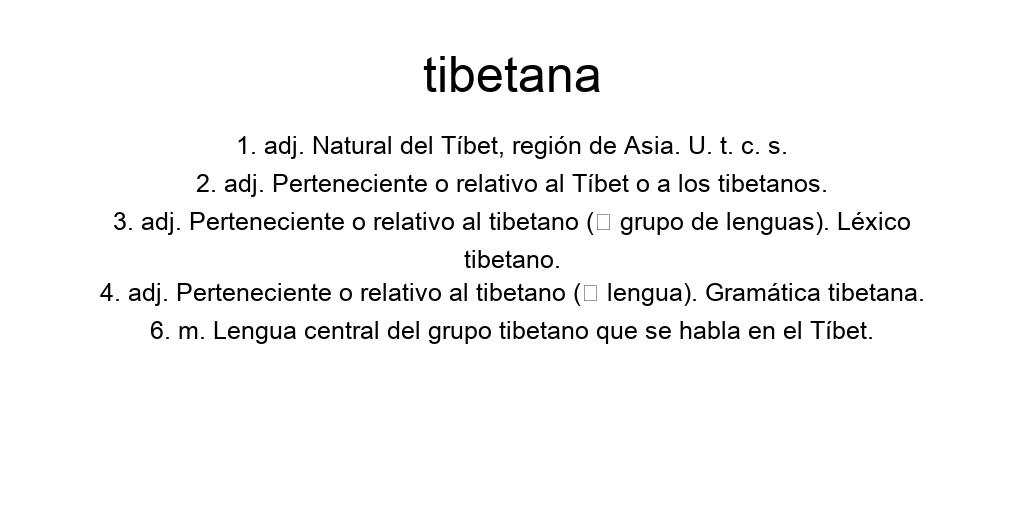 tibetana
1. adj. Natural del Tíbet, región de Asia. U. t. c. s.
2. adj. Perteneciente o relativo al Tíbet o a los tibetanos.
3. adj. Perteneciente o relativo al tibetano (□ grupo de lenguas). Léxico
tibetano.
4. adj. Perteneciente o relativo al tibetano (□ lengua). Gramática tibetana.
6. m. Lengua central del grupo tibetano que se habla en el Tíbet.